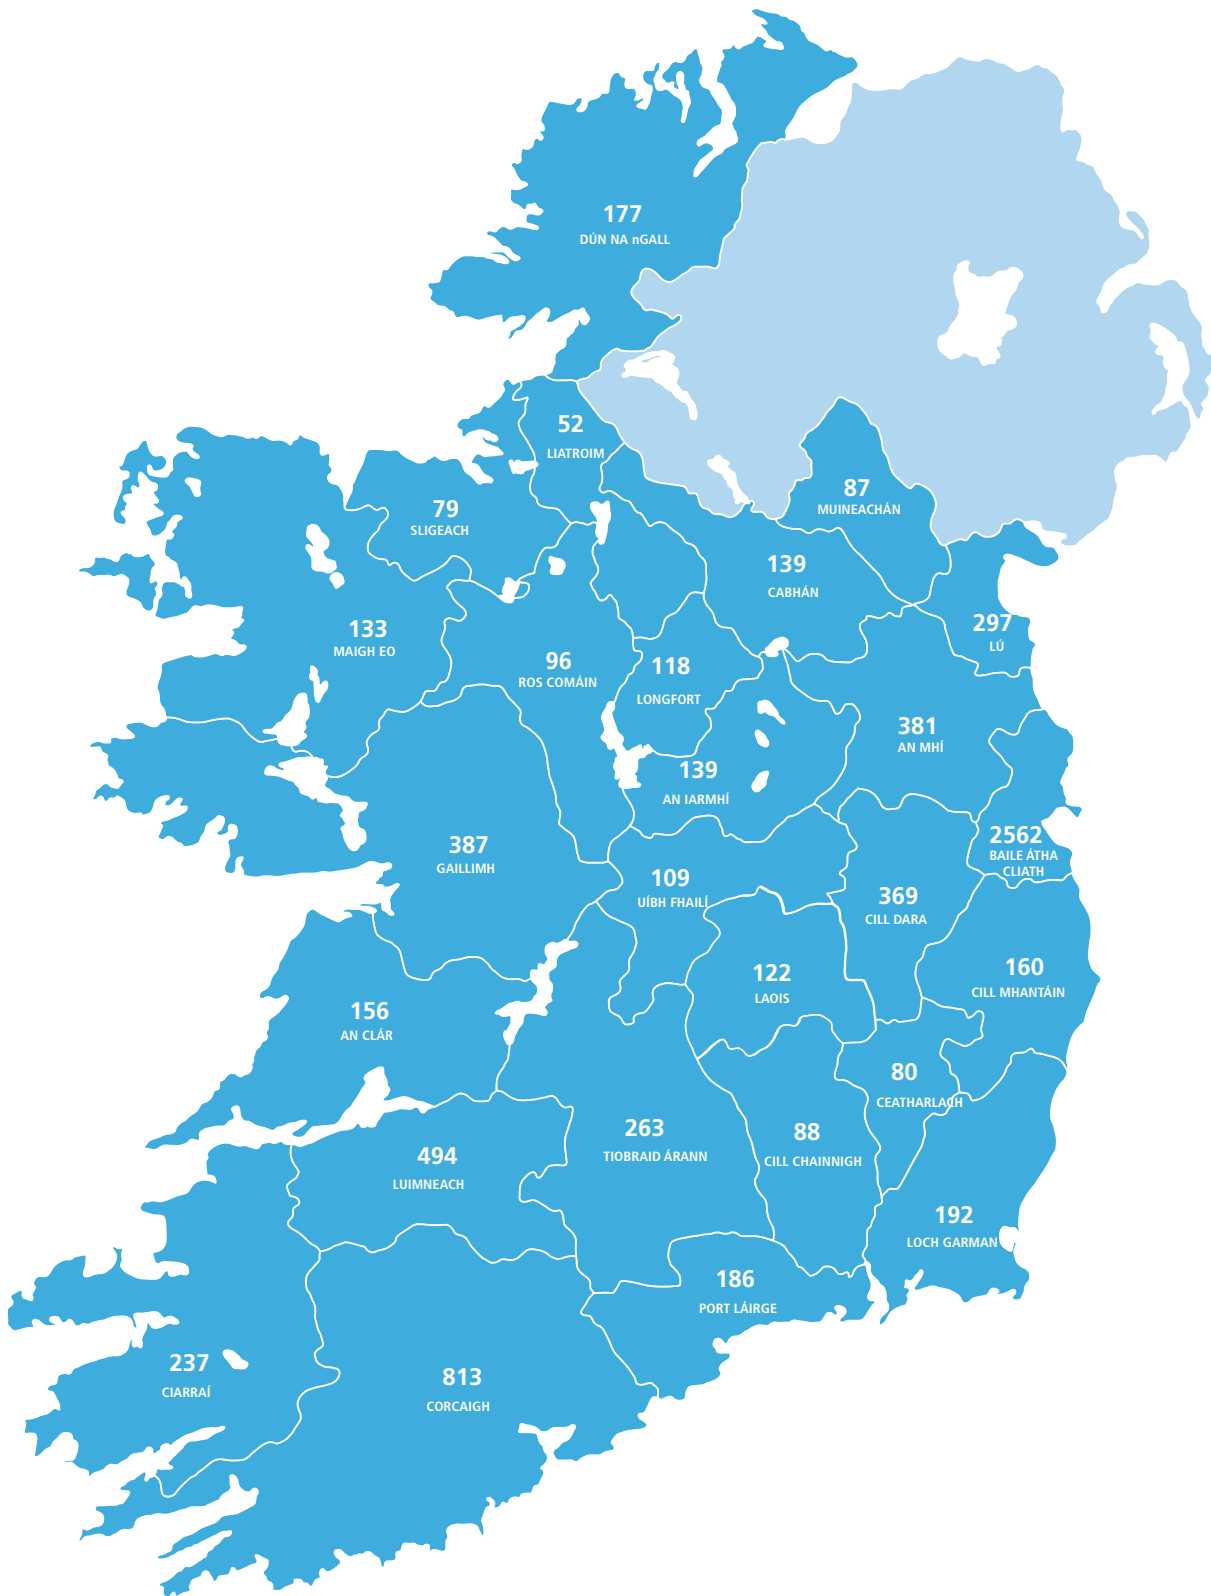 177
DÚN NA nGALL
52
LIATROIM
87
MUINEACHÁN
79
SLIGEACH
139
CABHÁN
297
LÚ
133
MAIGH EO
96
ROS COMÁIN
118
LONGFORT
381
AN MHÍ
139
AN IARMHÍ
2562
BAILE ÁTHA
CLIATH
387
GAILLIMH
109
UÍBH FHAILÍ
369
CILL DARA
122
LAOIS
160
CILL MHANTÁIN
156
AN CLÁR
80
CEATHARLACH
263
TIOBRAID ÁRANN
88
CILL CHAINNIGH
494
LUIMNEACH
192
LOCH GARMAN
186
PORT LÁIRGE
237
CIARRAÍ
813
CORCAIGH